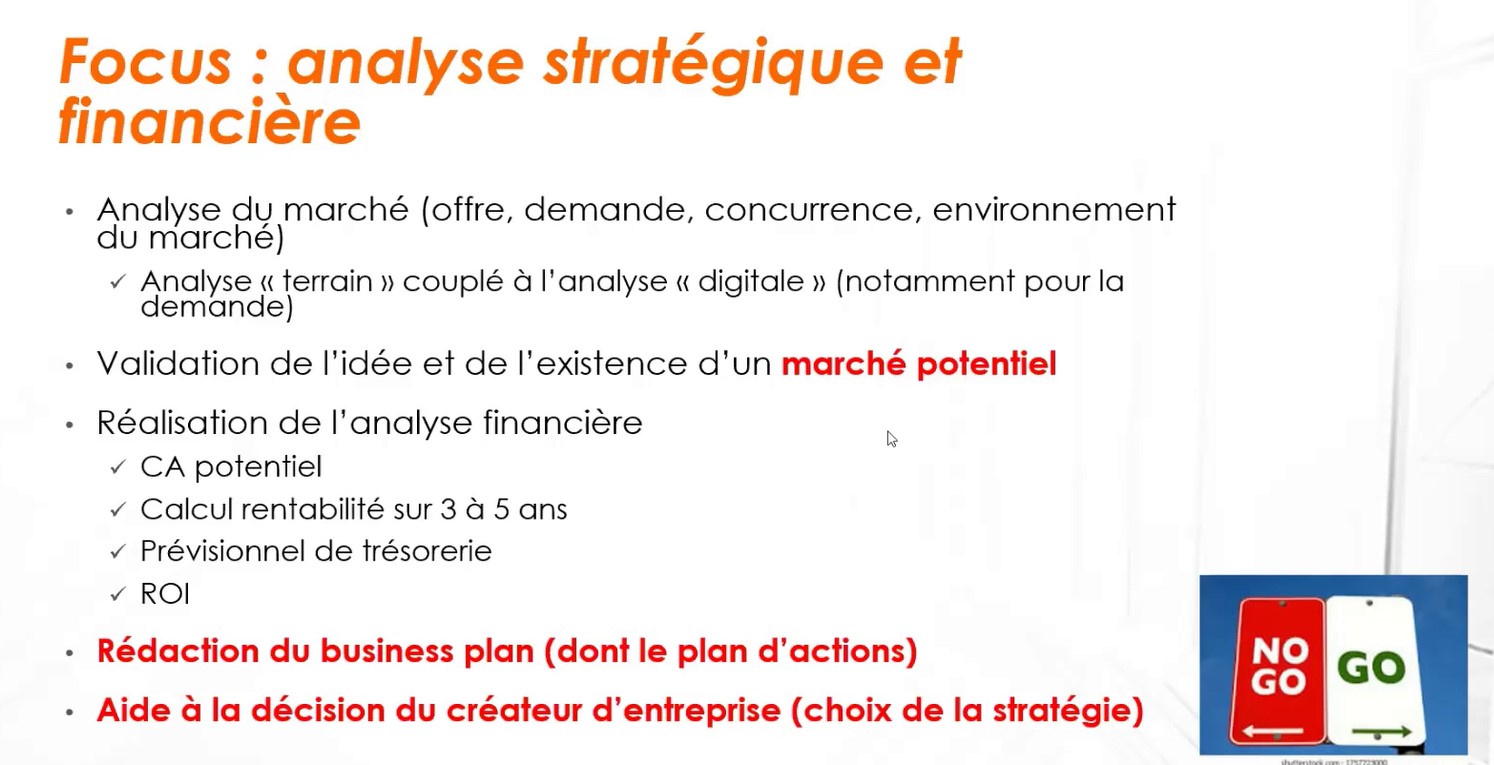 Focus : analyse stratégique et
financière
• Analyse du marché (offre, demande, concurrence, environnement
du marché)
✓ Analyse « terrain » couplé à l’analyse « digitale » (notamment pour la
demande)
• Validation de l’idée et de l’existence d’un marché potentiel
• Réalisation de l’analyse financière
✓ CA potentiel
✓ Calcul rentabilité sur 3 à 5 ans
✓ Prévisionnel de trésorerie
✓ ROI
• Rédaction du business plan (dont le plan d’actions)
• Aide à la décision du créateur d’entreprise (choix de la stratégie)
NO
GO
GO
shutterstock.com